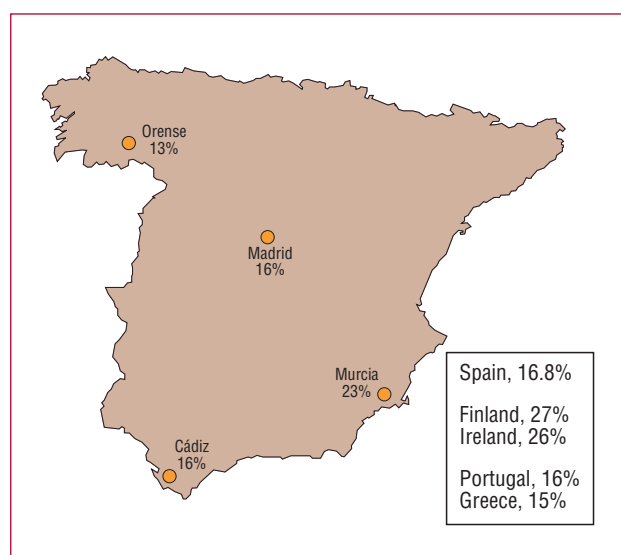 Orense
13%
Madrid
16%
Murcia
23%
Cádiz
16%
Spain, 16.8%
Finland, 27%
Ireland, 26%
Portugal, 16%
Greece, 15%